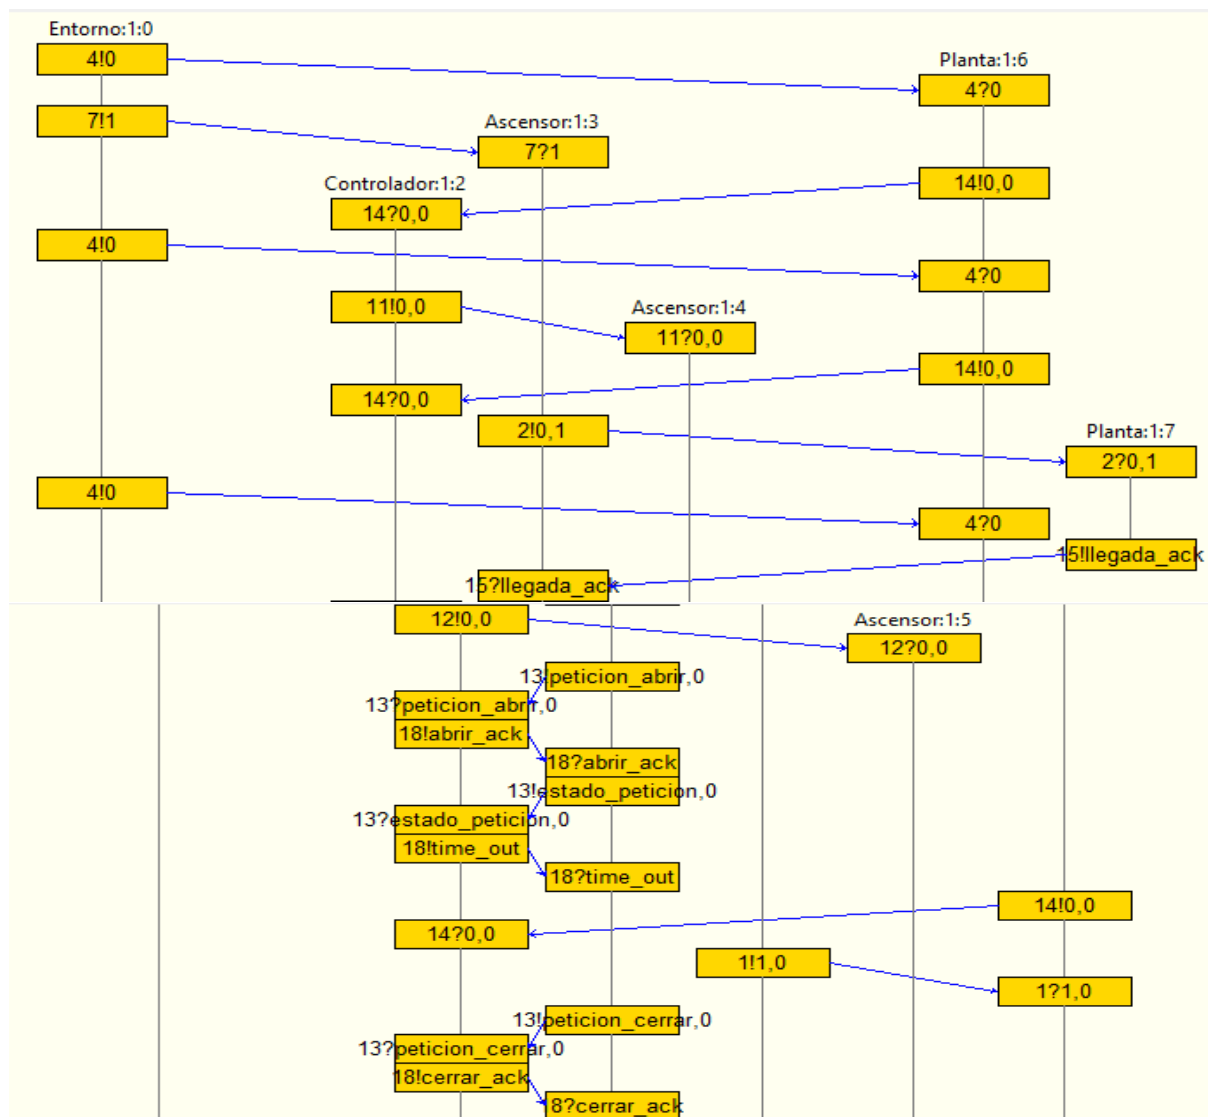 Entorno:1:0
4!0
Planta:1:6
4?0
7!1
Ascensor:1:3
7?1
14!0,0
Controlador:1:2
14?0,0
4!0
4?0
11!0,0
Ascensor:1:4
11?0,0
14!0,0
14?0,0
2!0,1
Planta:1:7
2?0,1
4!0
4?0
15!llegada_ack
15?llegada_ack
12!0,0
Ascensor:1:5
12?0,0
13!peticion_abrir,0
13?peticion_abrir,0
18!abrir_ack
18?abrir_ack
13!estado_peticion,0
13?estado_peticion,0
18!time_out
18?time_out
14!0,0
14?0,0
1!1,0
1?1,0
13!peticion_cerrar,0
13?peticion_cerrar,0
18!cerrar_ack
18?cerrar_ack